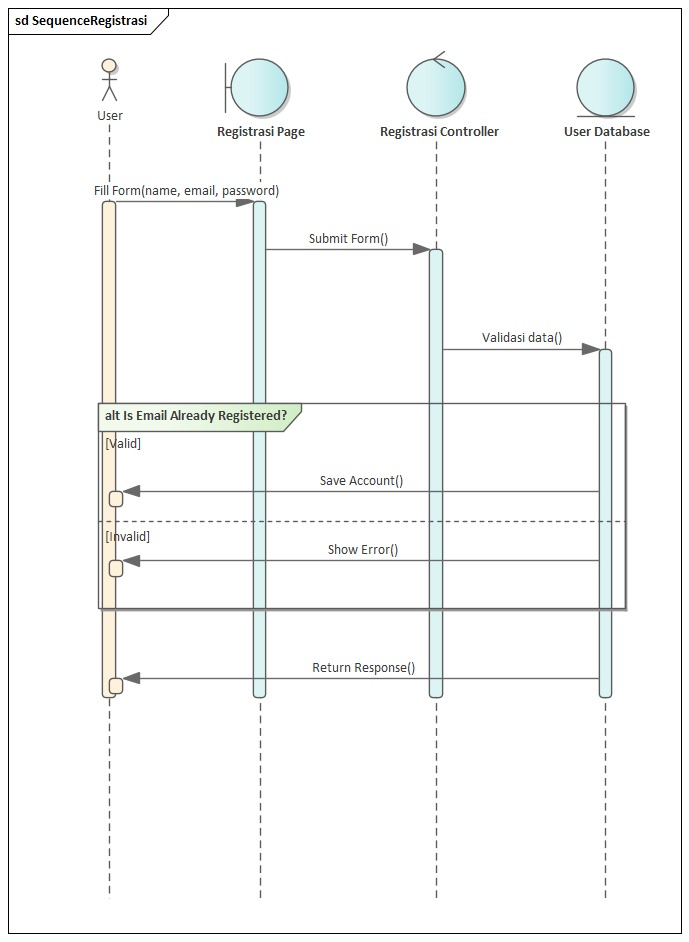 sd SequenceRegistrasi
User
Registrasi Page
Registrasi Controller
User Database
Fill Form(name, email, password)
Submit Form()
Validasi data()
alt Is Email Already Registered?
[Valid]
Save Account()
[Invalid]
Show Error()
Return Response()